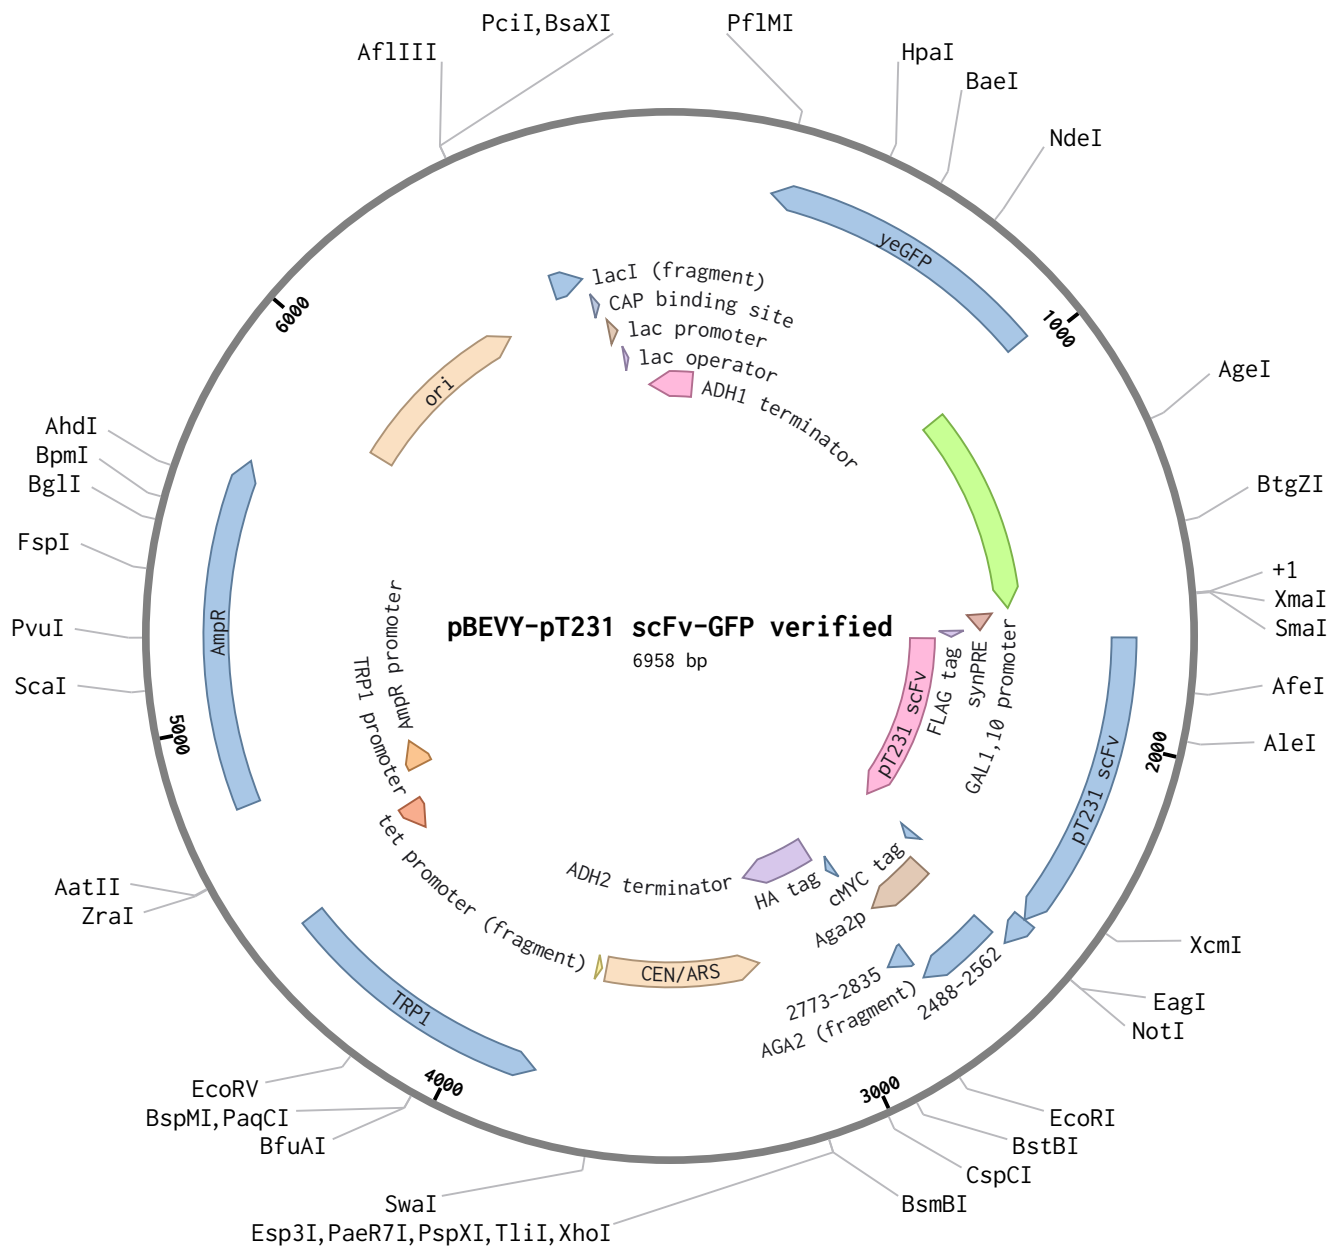 PciI,BsaXI
PflMI
AflIII
HpaI
BaeI
NdeI
yeGFP
lacI (fragment)
CAP binding site
lac promoter
lac operator
ADH1 terminator
6000
1000
ori
AgeI
AhdI
BpmI
BglI
BtgZI
FspI
+1
XmaI
SmaI
PvuI
ScaI
AmpR
AmpR promoter
TRP1 promoter
pBEVY-pT231 scFv-GFP verified
6958 bp
pT231 scFv
FLAG tag
synPRE
GAL1,10 promoter
pT231 scFv
AfeI
AleI
5000
2000
tet promoter (fragment)
ADH2 terminator
HA tag
cMYC tag
Aga2p
AatII
ZraI
XcmI
CEN/ARS
2773-2835
AGA2 (fragment)
2488-2562
EagI
NotI
TRP1
4000
3000
EcoRV
BspMI,PaqCI
BfuAI
EcoRI
BstBI
CspCI
SwaI
BsmBI
Esp3I,PaeR7I,PspXI,TliI,XhoI